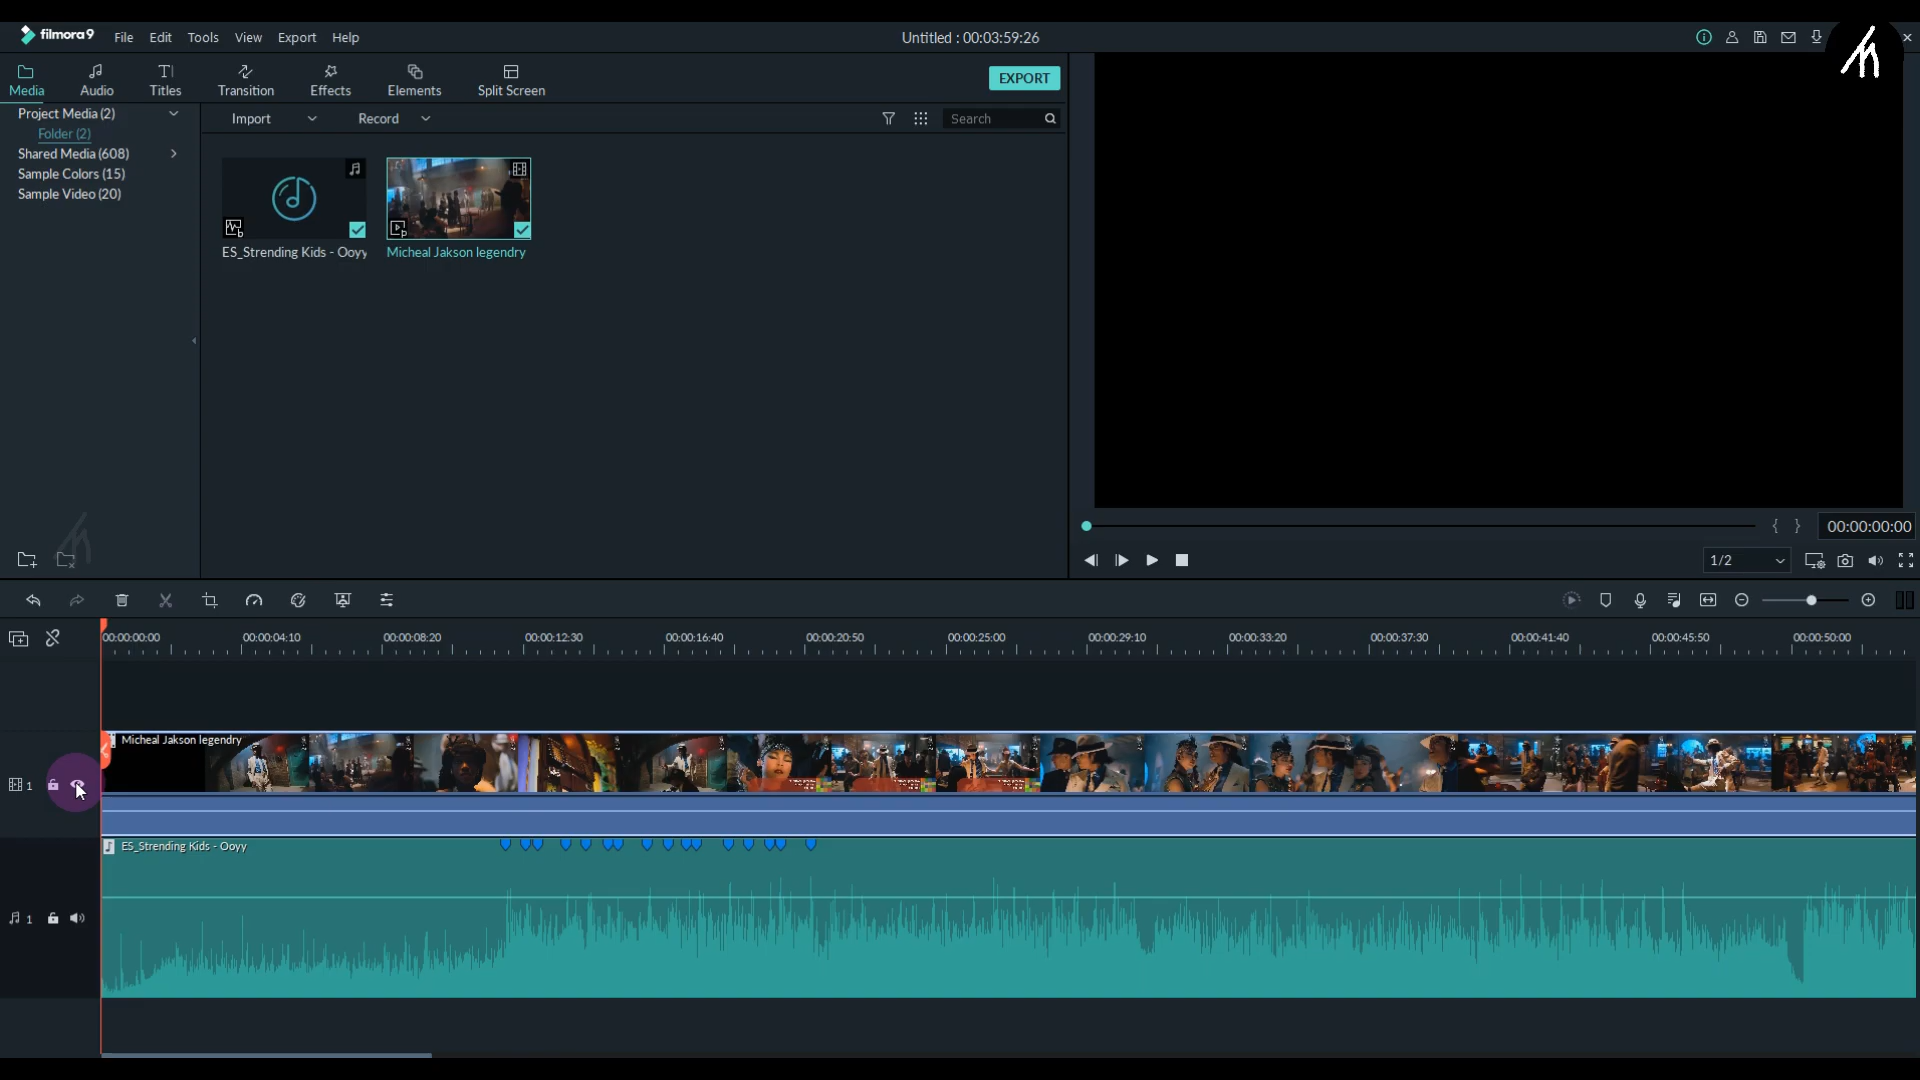 filmora9 File Edit Tools View Export Help
Untitled : 00:03:59:26
Media Audio Titles Transition Effects Elements Split Screen
EXPORT
Project Media (2)
Folder (2)
Shared Media (608)
Sample Colors (15)
Sample Video (20)
Import Record
Search
ES_Strending Kids - Ooyy
Micheal Jakson legendry
{ } 00:00:00:00
1/2
00:00:00:00 00:00:04:10 00:00:08:20 00:00:12:30 00:00:16:40 00:00:20:50 00:00:25:00 00:00:29:10 00:00:33:20 00:00:37:30 00:00:41:40 00:00:45:50 00:00:50:00
Micheal Jakson legendry
1
ES_Strending Kids - Ooyy
1